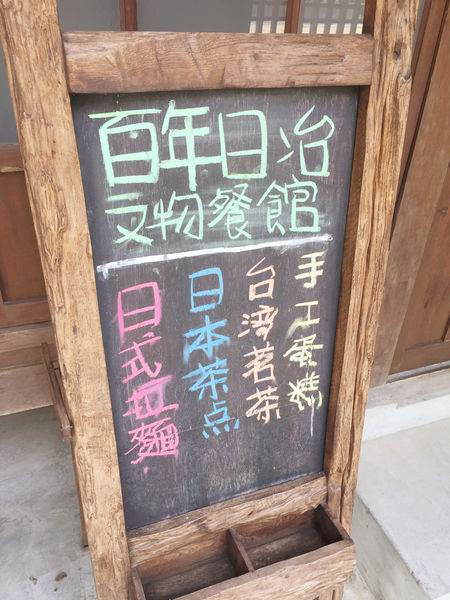 百年日治
文物餐館
手工蛋糕
台湾茗茶
日本茶点
日式拉麵